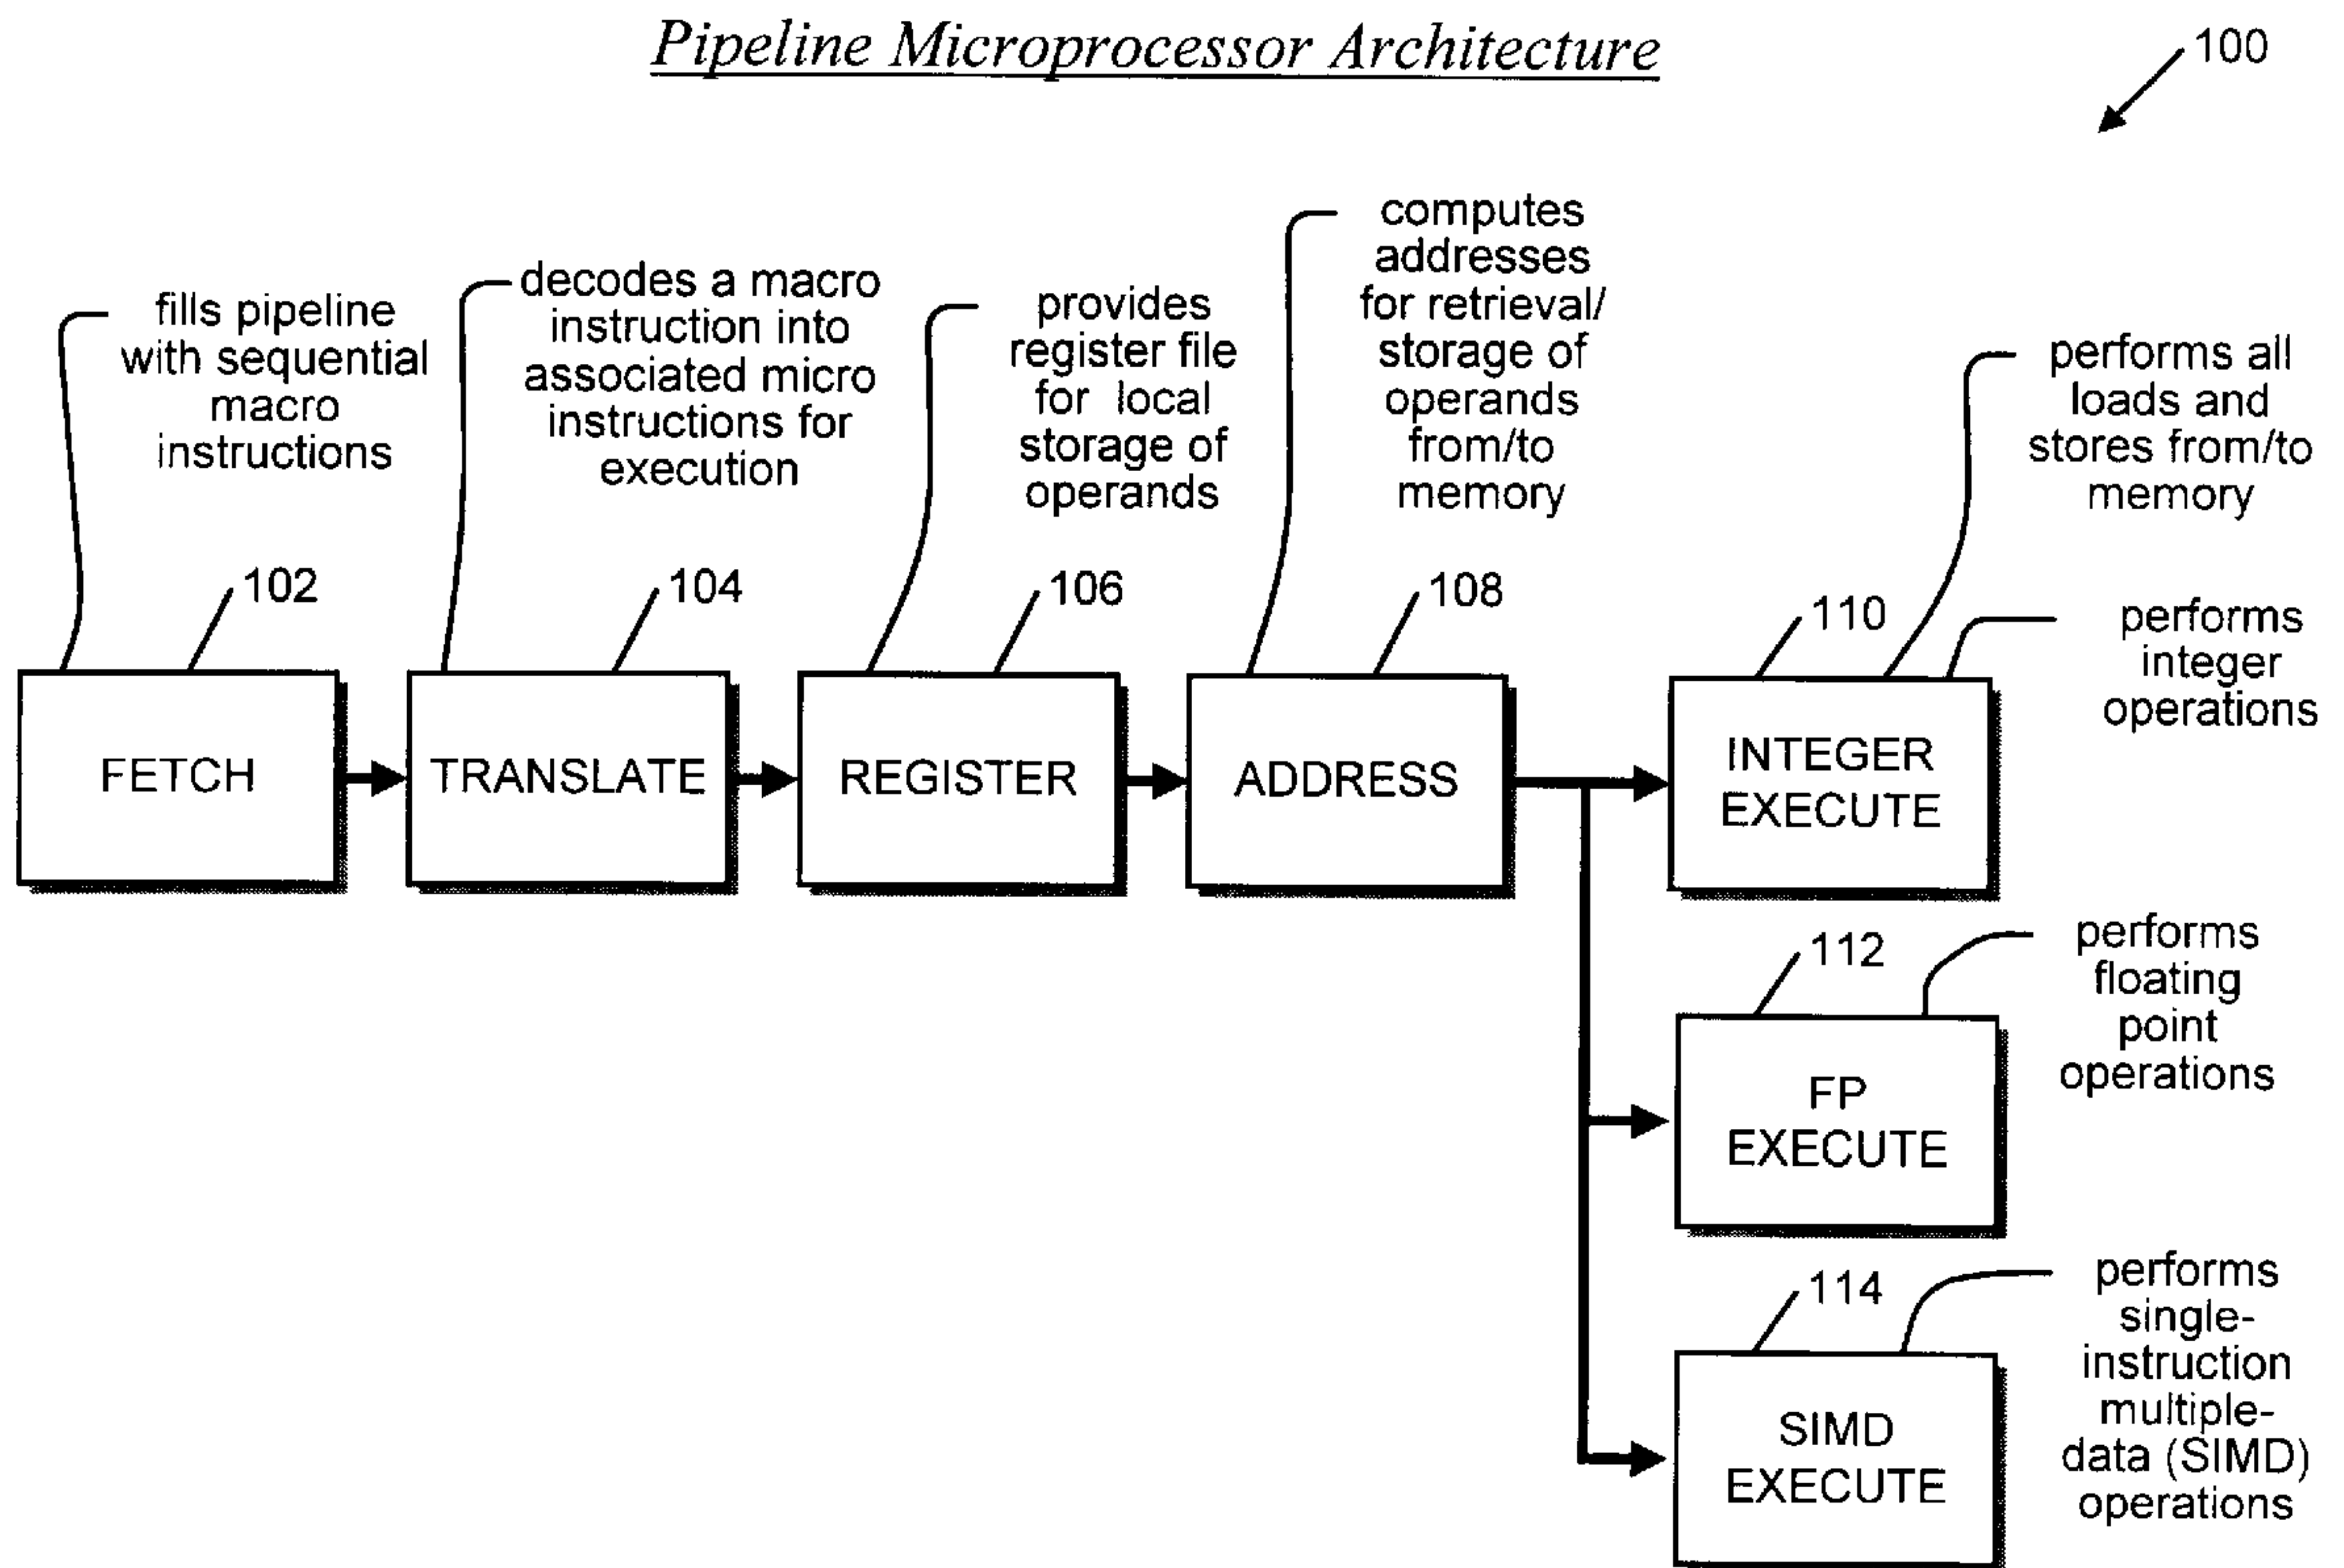 Pipeline Microprocessor Architecture
100
fills pipeline
with sequential
macro
instructions
decodes a macro
instruction into
associated micro
instructions for
execution
provides
register file
for local
storage of
operands
computes
addresses
for retrieval/
storage of
operands
from/to
memory
performs all
loads and
stores from/to
memory
performs
integer
operations
102
104
106
108
110
FETCH
TRANSLATE
REGISTER
ADDRESS
INTEGER
EXECUTE
112
performs
floating
point
operations
FP
EXECUTE
114
performs
single-
instruction
multiple-
data (SIMD)
operations
SIMD
EXECUTE